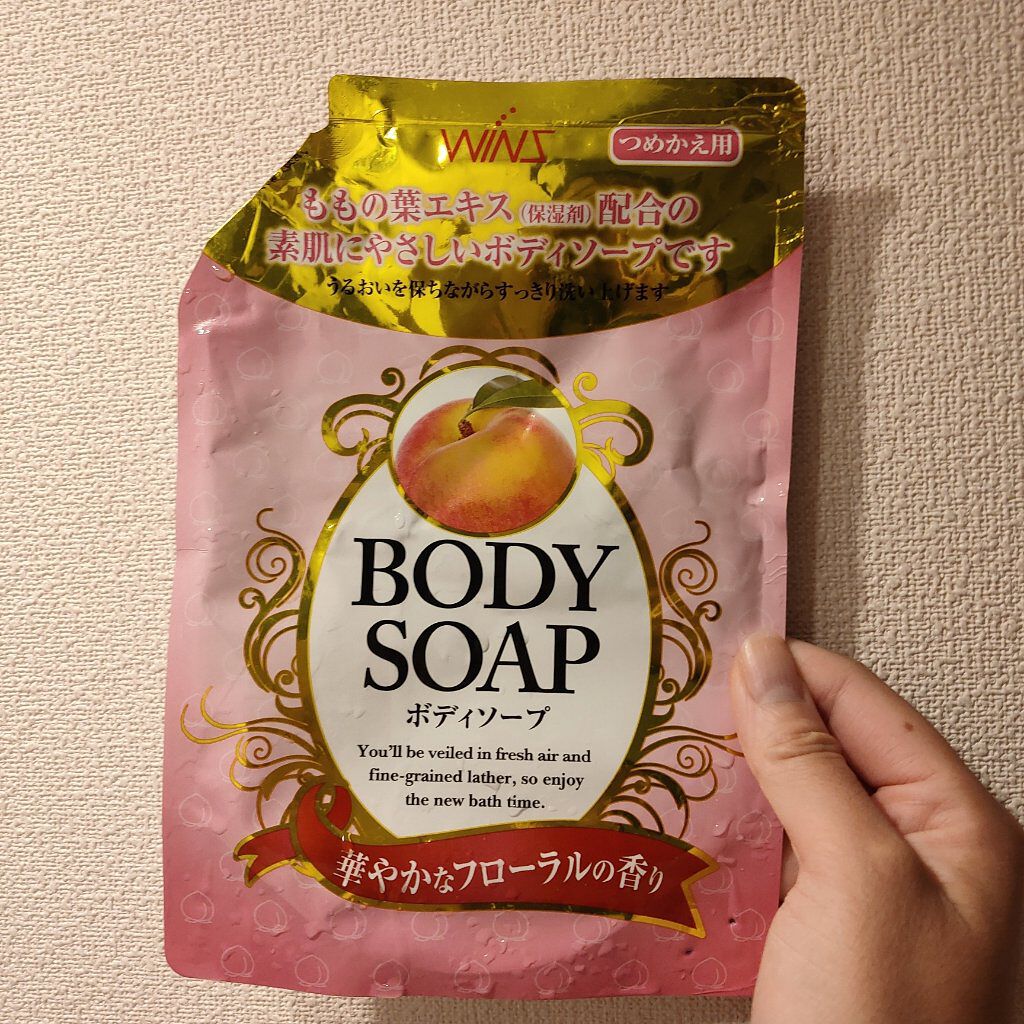 WINS
つめかえ用
ももの葉エキス(保湿剤)配合の
素肌にやさしいボディソープです
うるおいを保ちながらすっきり洗い上げます
BODY
SOAP
ボディソープ
You'll be veiled in fresh air and
fine-grained lather, so enjoy
the new bath time.
華やかなフローラルの香り